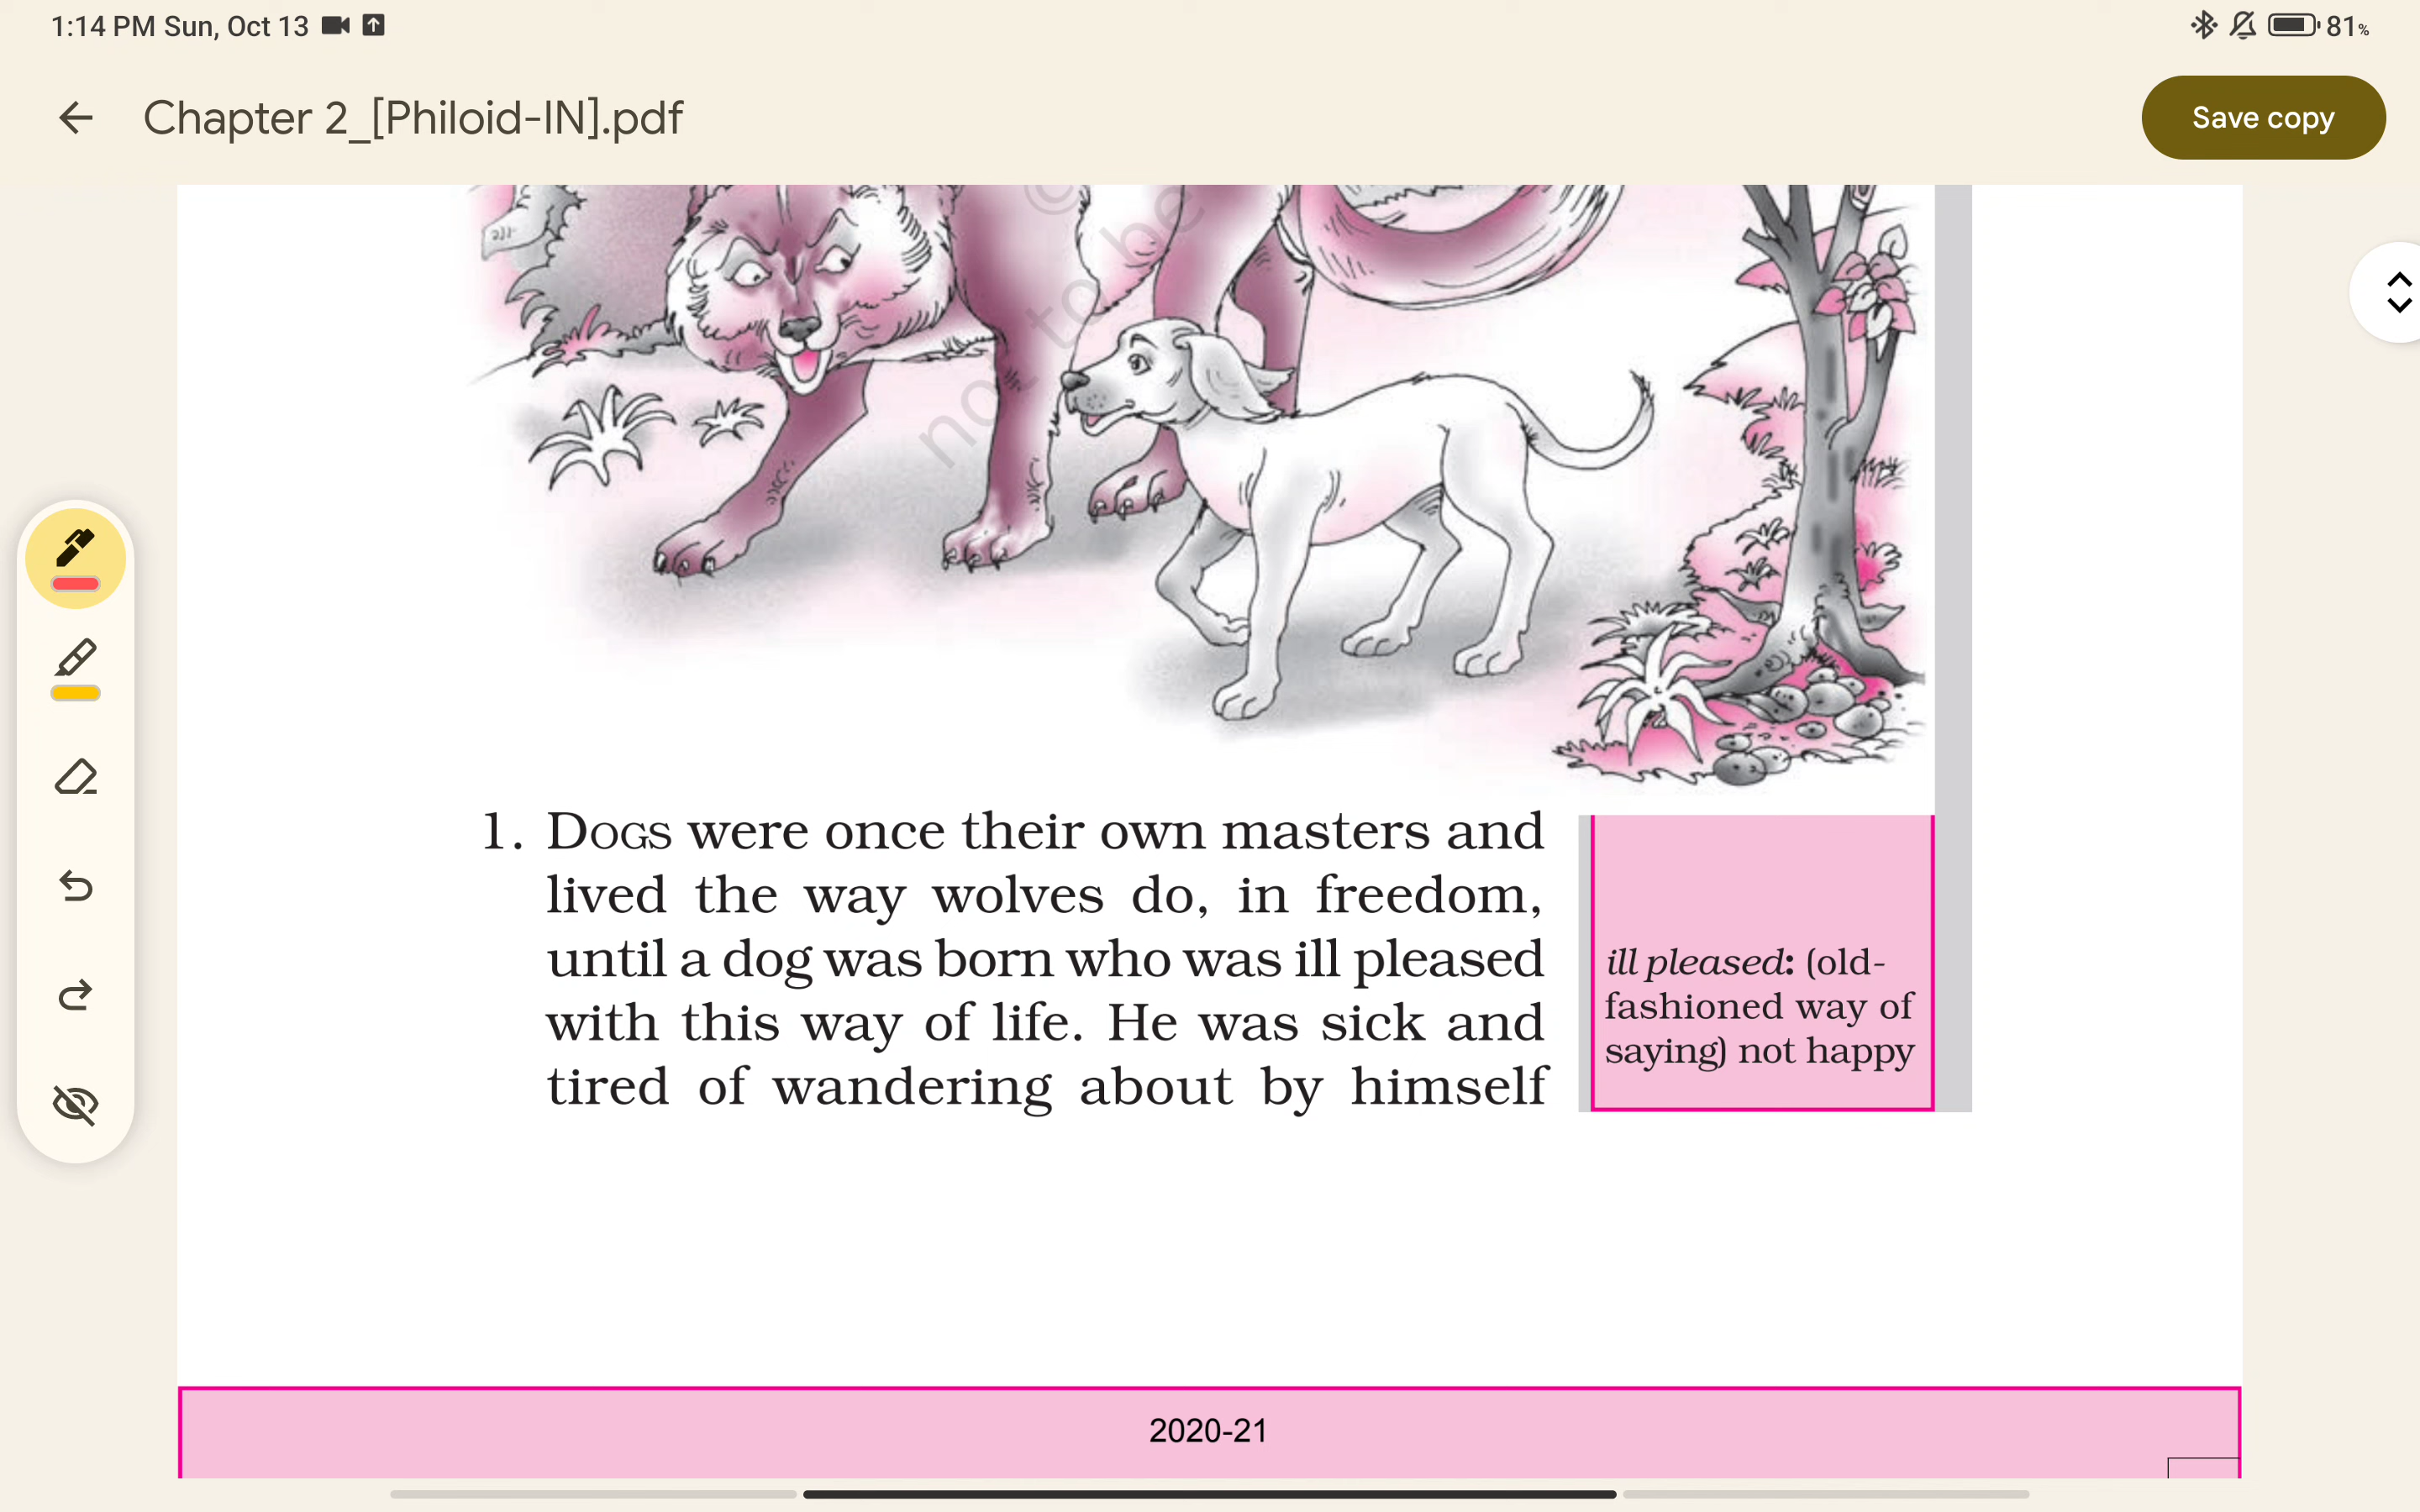 1:14 PM Sun, Oct 13
81%
Chapter 2_[Philoid-IN].pdf
Save copy
©
not to be
1. DOGS were once their own masters and
lived the way wolves do, in freedom,
until a dog was born who was ill pleased
with this way of life. He was sick and
tired of wandering about by himself
ill pleased: (old-
fashioned way of
saying) not happy
2020-21